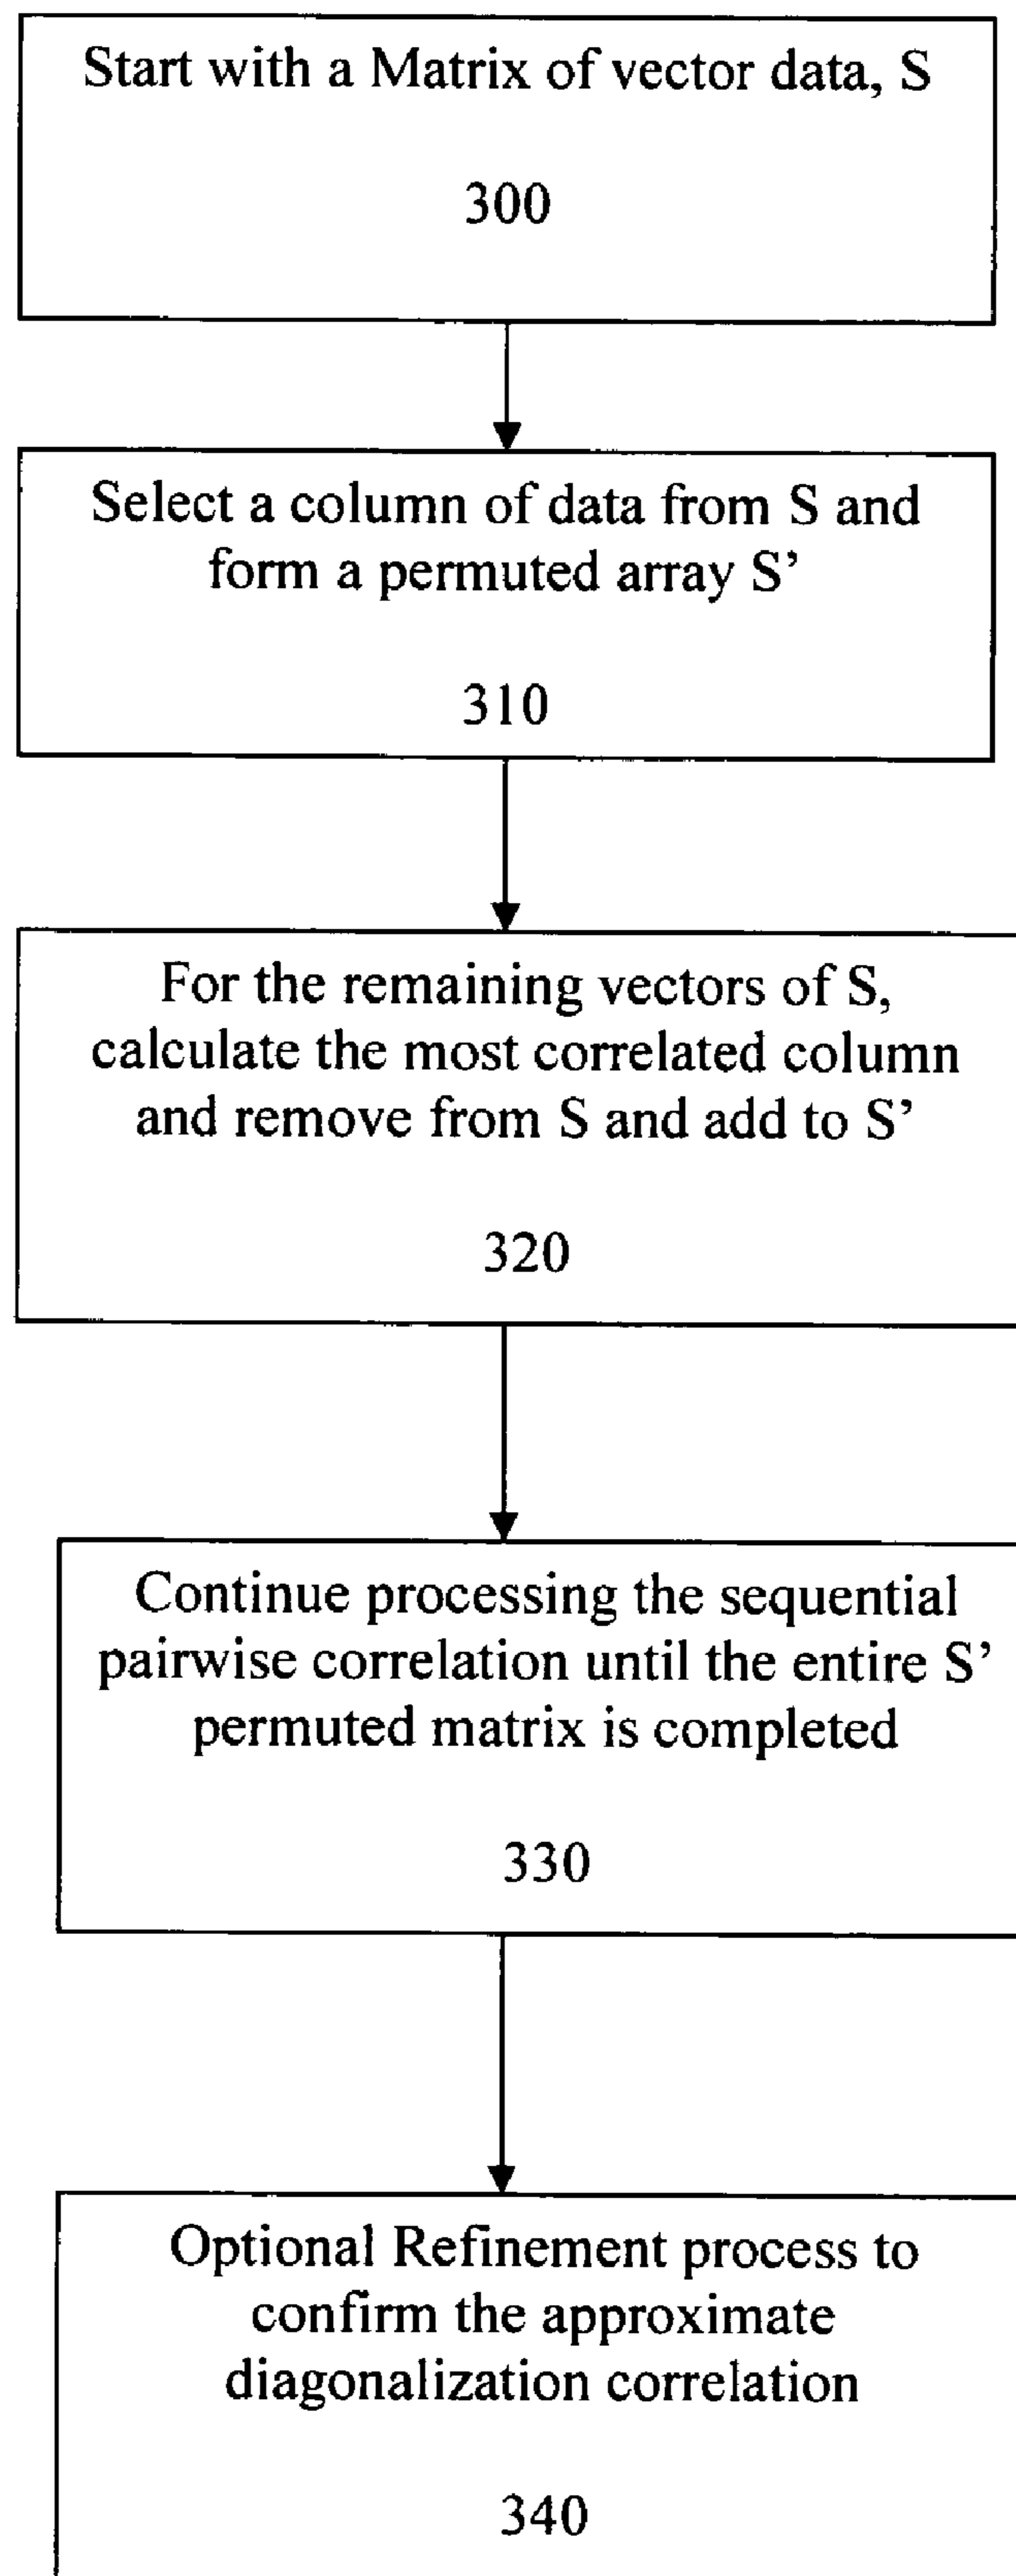 Start with a Matrix of vector data, S
300
Select a column of data from S and
form a permuted array S’
310
For the remaining vectors of S,
calculate the most correlated column
and remove from S and add to S’
320
Continue processing the sequential
pairwise correlation until the entire S’
permuted matrix is completed
330
Optional Refinement process to
confirm the approximate
diagonalization correlation
340